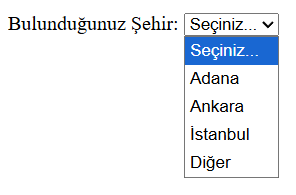 Bulunduğunuz Şehir: Seçiniz...
Seçiniz...
Adana
Ankara
İstanbul
Diğer